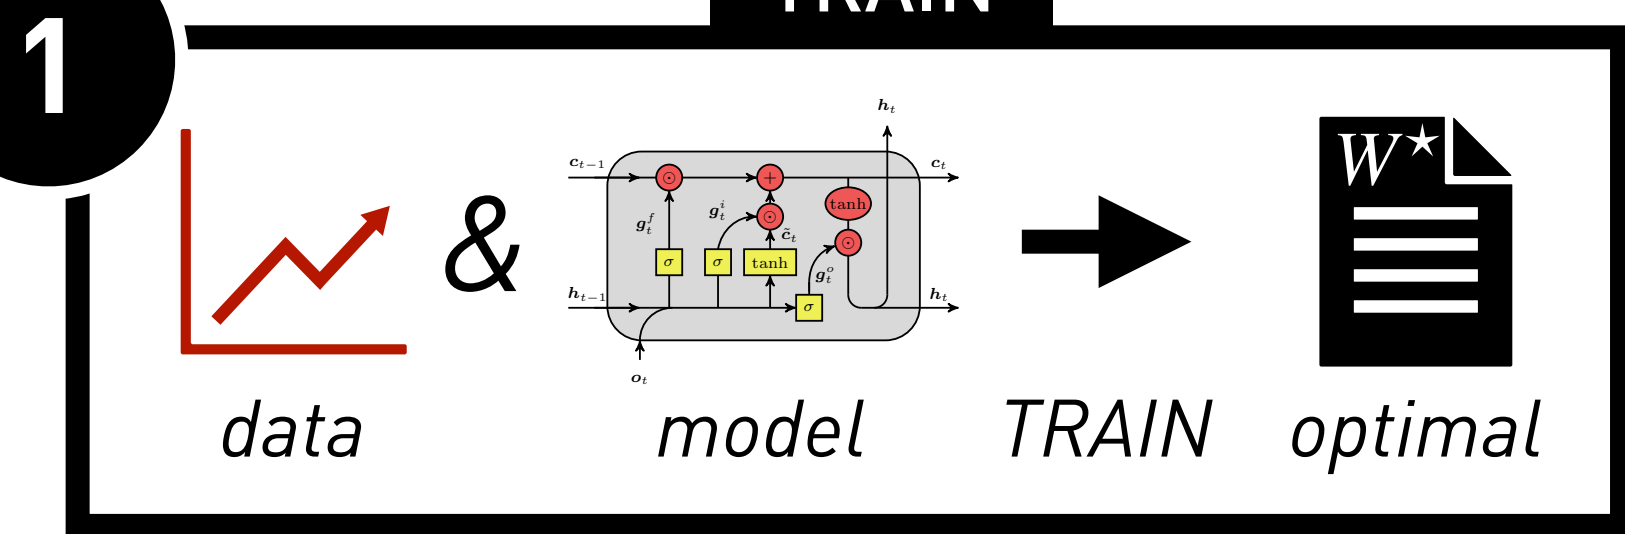 TRAIN
1
h_t
c_{t-1}
c_t
⊙
+
g_t^f
g_t^i
⊙
c̃_t
tanh
⊙
σ
σ
tanh
g_t^o
h_{t-1}
σ
h_t
o_t
&
W★
data
model
TRAIN
optimal